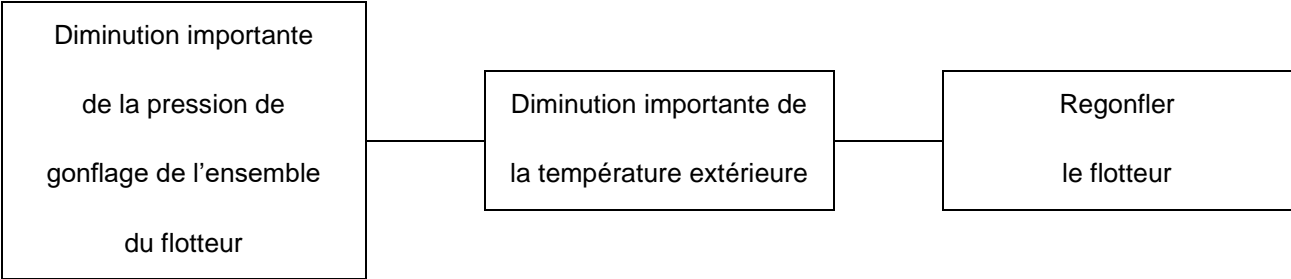 Diminution importante
de la pression de
gonflage de l’ensemble
du flotteur
Diminution importante de
la température extérieure
Regonfler
le flotteur